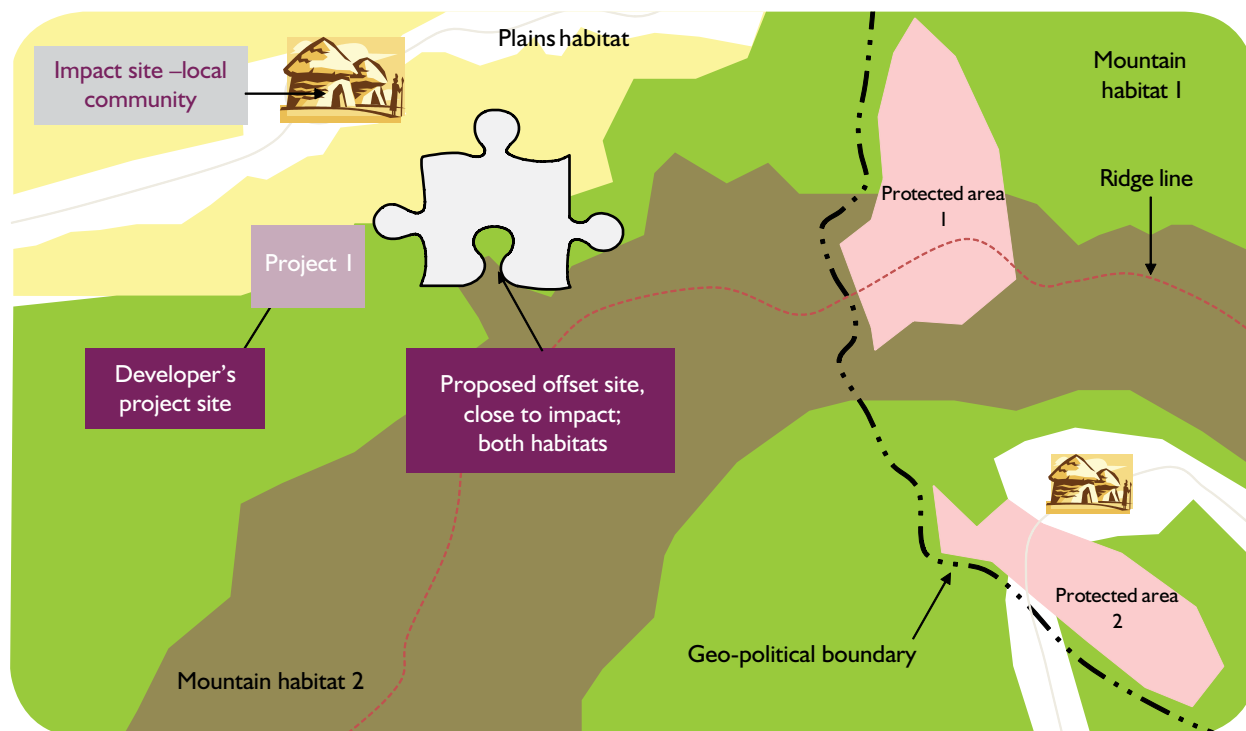 Plains habitat
Impact site –local
community
Mountain
habitat 1
Ridge line
Protected area
1
Project 1
Developer's
project site
Proposed offset site,
close to impact;
both habitats
Protected area
2
Geo-political boundary
Mountain habitat 2